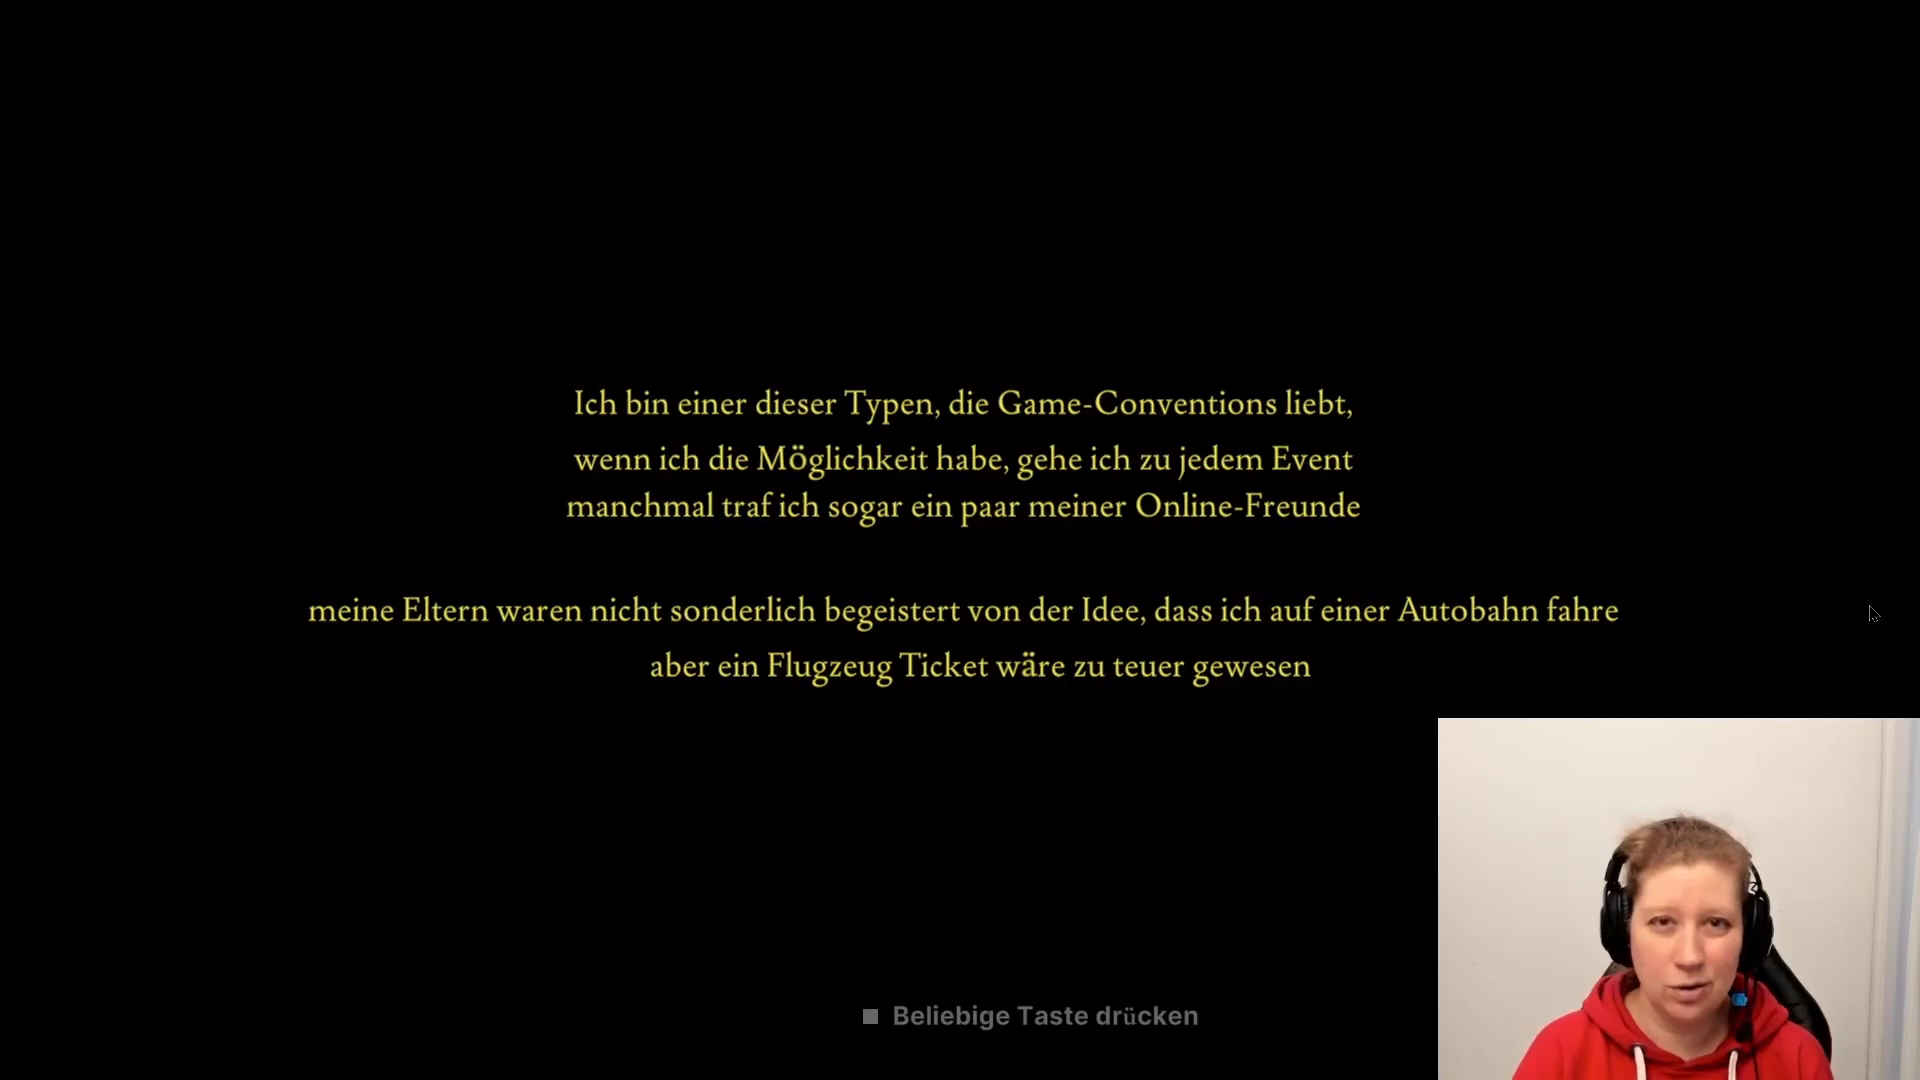 Ich bin einer dieser Typen, die Game-Conventions liebt,
wenn ich die Möglichkeit habe, gehe ich zu jedem Event
manchmal traf ich sogar ein paar meiner Online-Freunde
meine Eltern waren nicht sonderlich begeistert von der Idee, dass ich auf einer Autobahn fahre
aber ein Flugzeug Ticket wäre zu teuer gewesen
Beliebige Taste drücken